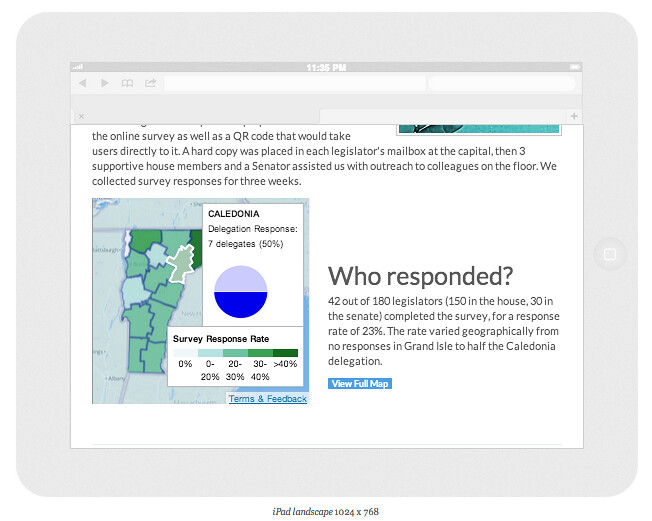 11:35 PM
the online survey as well as a QR code that would take
users directly to it. A hard copy was placed in each legislator's mailbox at the capital, then 3
supportive house members and a Senator assisted us with outreach to colleagues on the floor. We
collected survey responses for three weeks.
CALEDONIA
Delegation Response:
7 delegates (50%)
Survey Response Rate
0% 0- 20- 30- >40%
20% 30% 40%
Albany
Terms & Feedback
Who responded?
42 out of 180 legislators (150 in the house, 30 in
the senate) completed the survey, for a response
rate of 23%. The rate varied geographically from
no responses in Grand Isle to half the Caledonia
delegation.
View Full Map
iPad landscape 1024 x 768